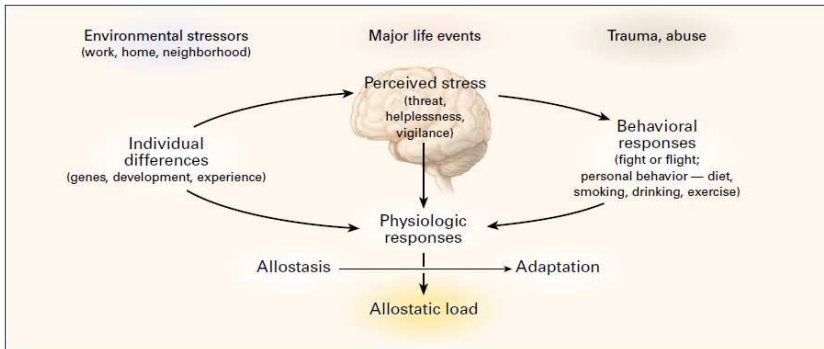 Environmental stressors
(work, home, neighborhood)
Major life events
Trauma, abuse
Perceived stress
(threat,
helplessness,
vigilance)
Individual
differences
(genes, development, experience)
Behavioral
responses
(fight or flight;
personal behavior — diet,
smoking, drinking, exercise)
Physiologic
responses
Allostasis
Adaptation
Allostatic load